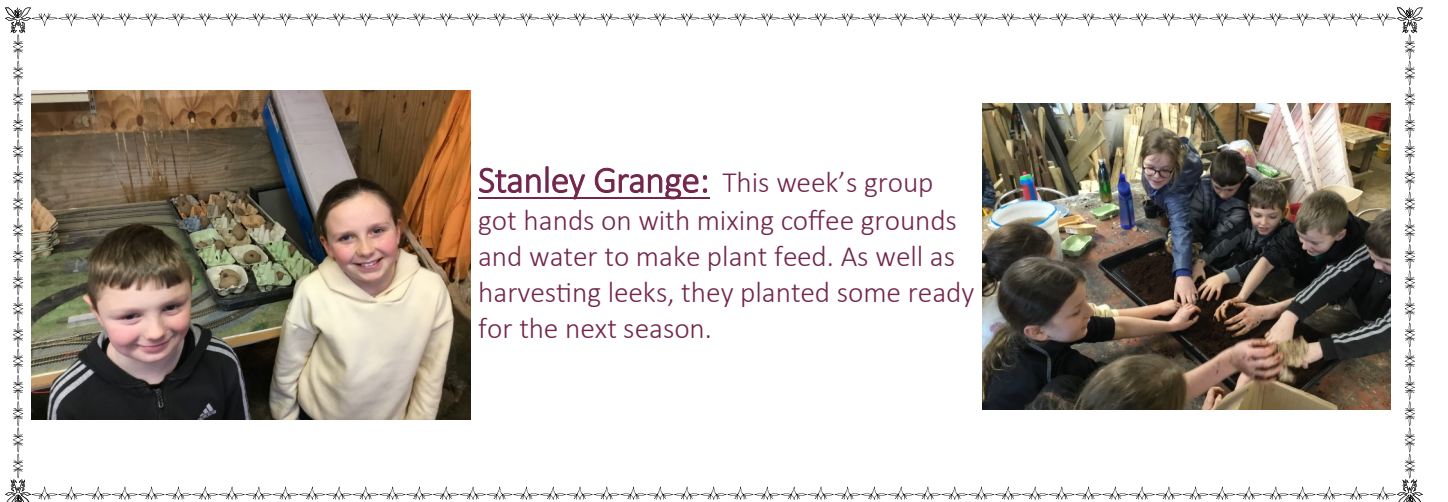 Stanley Grange: This week’s group
got hands on with mixing coffee grounds
and water to make plant feed. As well as
harvesting leeks, they planted some ready
for the next season.
adidas